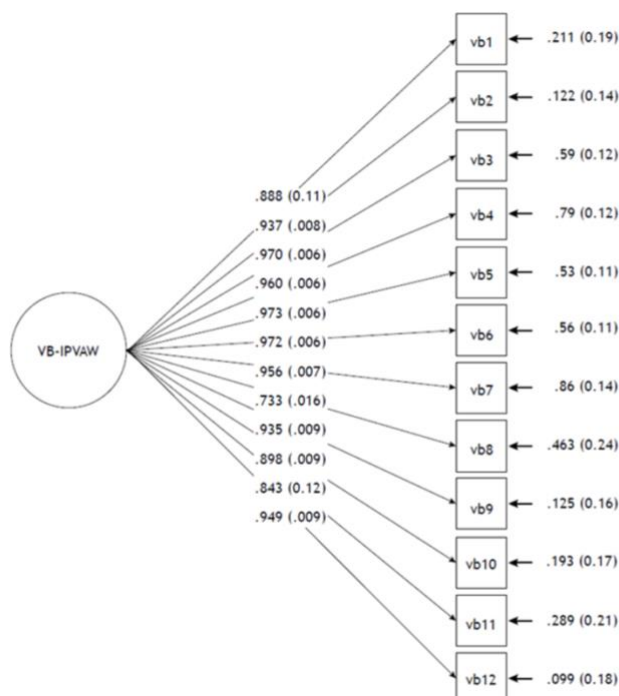 vb1 .211 (0.19)
vb2 .122 (0.14)
vb3 .59 (0.12)
.888 (0.11)
.937 (.008)
vb4 .79 (0.12)
.970 (.006)
.960 (.006)
vb5 .53 (0.11)
.973 (.006)
vb6 .56 (0.11)
.972 (.006)
VB-IPVAW
.956 (.007)
vb7 .86 (0.14)
.733 (.016)
.935 (.009)
vb8 .463 (0.24)
.898 (.009)
.843 (0.12)
vb9 .125 (0.16)
.949 (.009)
vb10 .193 (0.17)
vb11 .289 (0.21)
vb12 .099 (0.18)